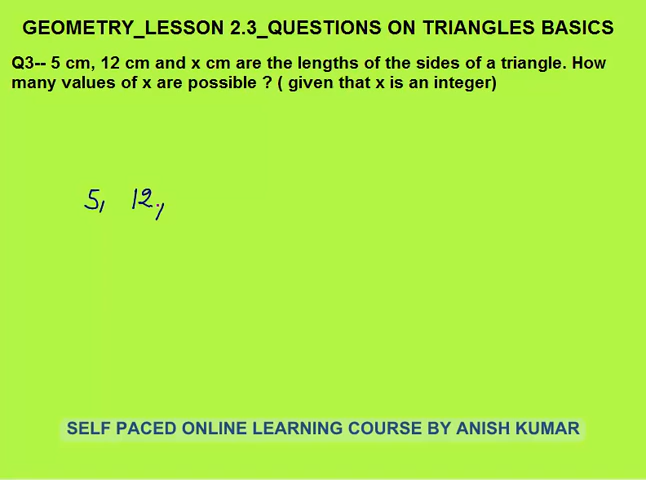 GEOMETRY_LESSON 2.3_QUESTIONS ON TRIANGLES BASICS
Q3-- 5 cm, 12 cm and x cm are the lengths of the sides of a triangle. How
many values of x are possible ? ( given that x is an integer)
5, 12,
SELF PACED ONLINE LEARNING COURSE BY ANISH KUMAR